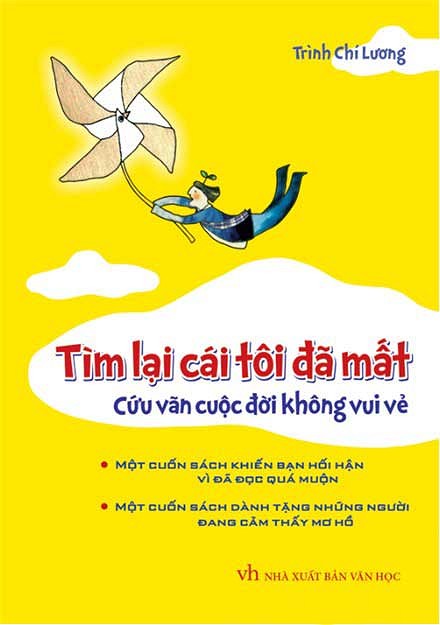 Trình Chí Lương
Tìm lại cái tôi đã mất
Cứu vãn cuộc đời không vui vẻ
• MỘT CUỐN SÁCH KHIẾN BẠN HỐI HẬN
VÌ ĐÃ ĐỌC QUÁ MUỘN
• MỘT CUỐN SÁCH DÀNH TẶNG NHỮNG NGƯỜI
ĐANG CẢM THẤY MƠ HỒ
vh NHÀ XUẤT BẢN VĂN HỌC